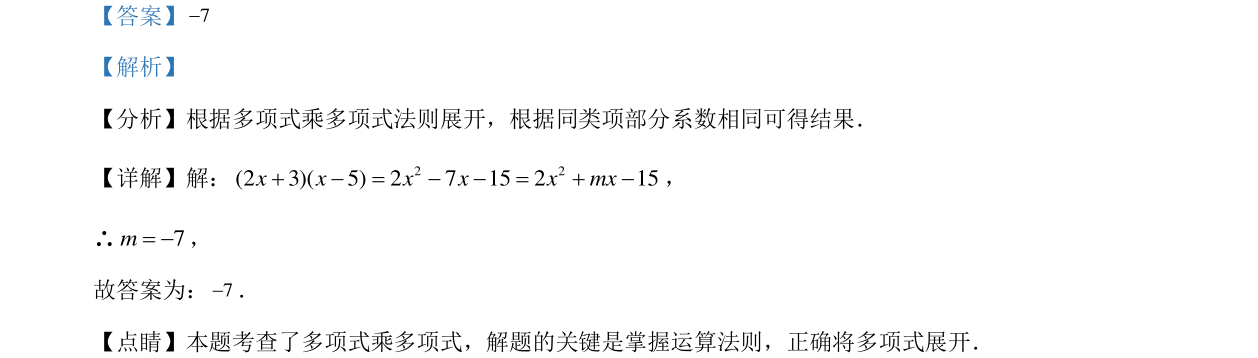 【答案】−7
【解析】
【分析】根据多项式乘多项式法则展开，根据同类项部分系数相同可得结果．
【详解】解：(2x+3)(x−5)=2x²−7x−15=2x²+mx−15，
∴m=−7，
故答案为：−7．
【点睛】本题考查了多项式乘多项式，解题的关键是掌握运算法则，正确将多项式展开．